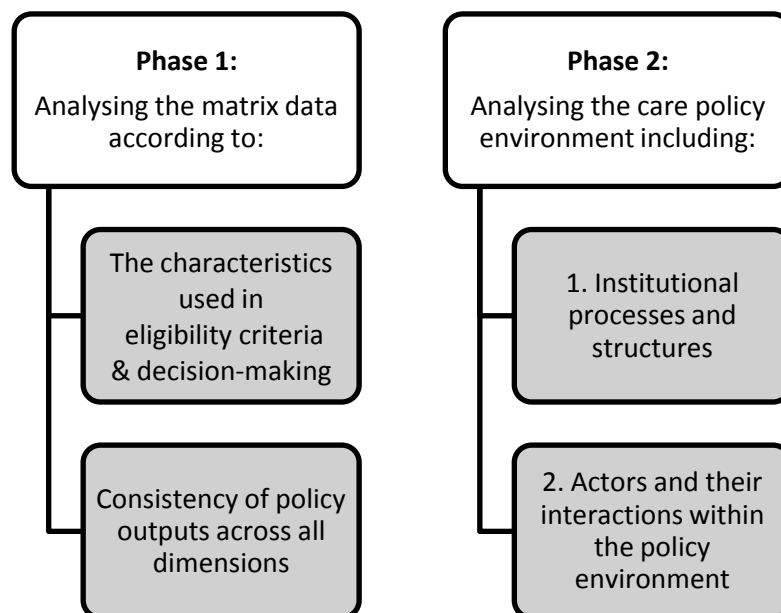 Phase 1:
Analysing the matrix data
according to:
The characteristics
used in
eligibility criteria
& decision-making
Consistency of policy
outputs across all
dimensions
Phase 2:
Analysing the care policy
environment including:
1. Institutional
processes and
structures
2. Actors and their
interactions within
the policy
environment